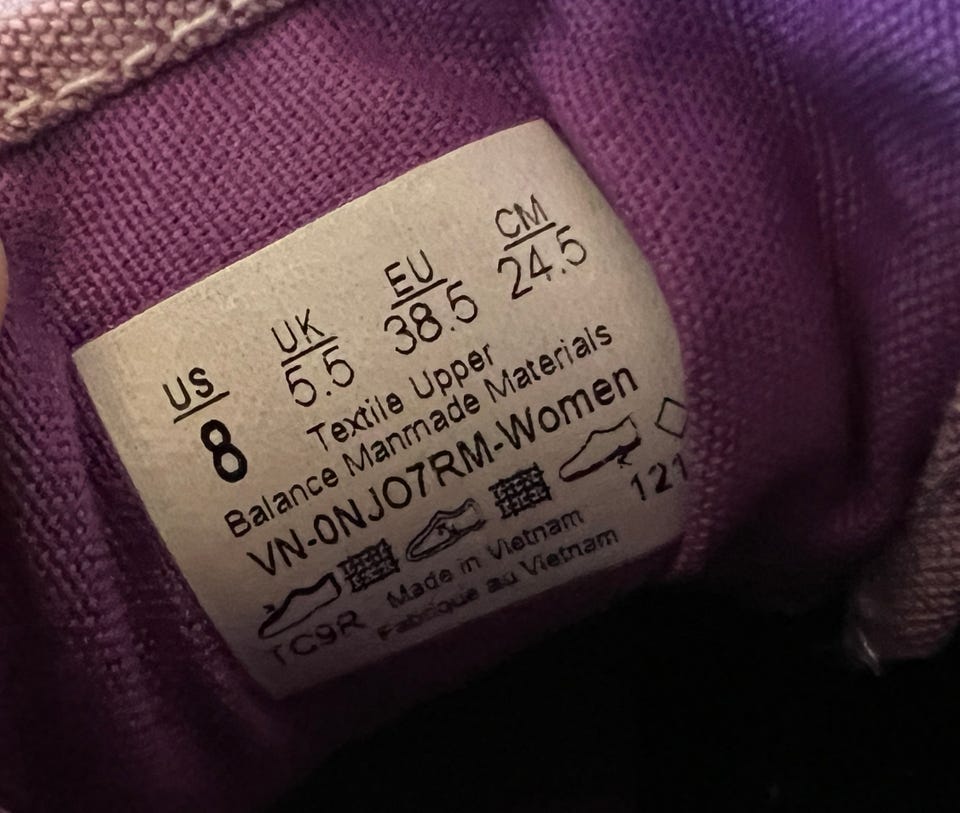 US UK EU CM
8 5.5 38.5 24.5
Textile Upper
Balance Manmade Materials
VN-0NJO7RM-Women
121
TC9R Made in Vietnam
Fabrique au Vietnam